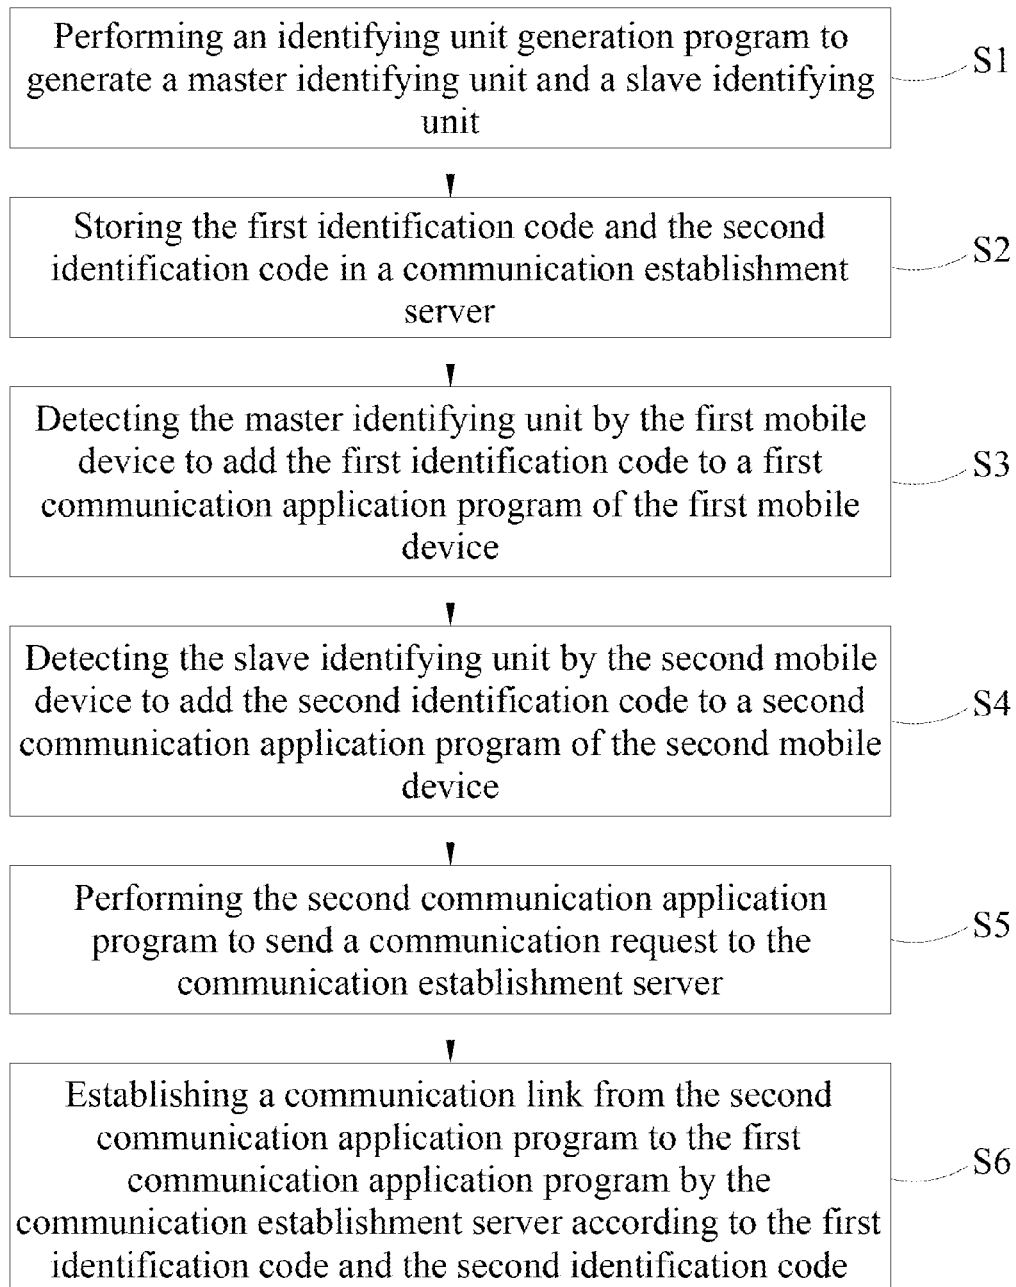 Performing an identifying unit generation program to
generate a master identifying unit and a slave identifying
unit
S1
Storing the first identification code and the second
identification code in a communication establishment
server
S2
Detecting the master identifying unit by the first mobile
device to add the first identification code to a first
communication application program of the first mobile
device
S3
Detecting the slave identifying unit by the second mobile
device to add the second identification code to a second
communication application program of the second mobile
device
S4
Performing the second communication application
program to send a communication request to the
communication establishment server
S5
Establishing a communication link from the second
communication application program to the first
communication application program by the
communication establishment server according to the first
identification code and the second identification code
S6